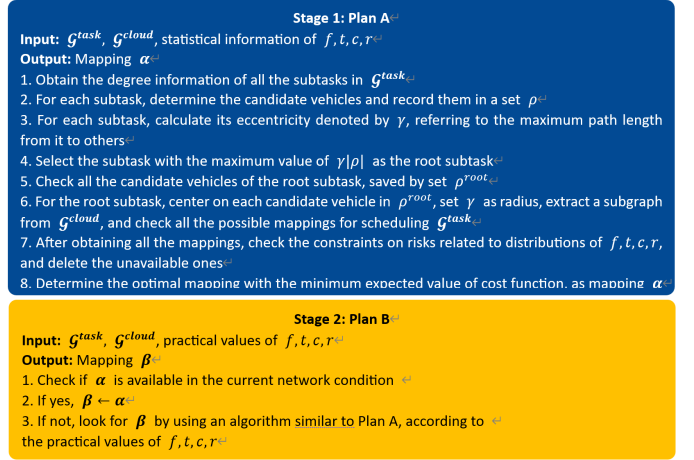 Stage 1: Plan A↵
Input: 𝓖^task, 𝓖^cloud, statistical information of f,t,c,r↵
Output: Mapping α↵
1. Obtain the degree information of all the subtasks in 𝓖^task↵
2. For each subtask, determine the candidate vehicles and record them in a set ρ↵
3. For each subtask, calculate its eccentricity denoted by γ, referring to the maximum path length
from it to others↵
4. Select the subtask with the maximum value of γ|ρ| as the root subtask↵
5. Check all the candidate vehicles of the root subtask, saved by set ρ^root↵
6. For the root subtask, center on each candidate vehicle in ρ^root, set γ as radius, extract a subgraph
from 𝓖^cloud, and check all the possible mappings for scheduling 𝓖^task↵
7. After obtaining all the mappings, check the constraints on risks related to distributions of f,t,c,r,
and delete the unavailable ones↵
8. Determine the optimal mapping with the minimum expected value of cost function, as mapping α↵
Stage 2: Plan B↵
Input: 𝓖^task, 𝓖^cloud, practical values of f,t,c,r↵
Output: Mapping β↵
1. Check if α is available in the current network condition ↵
2. If yes, β ← α↵
3. If not, look for β by using an algorithm similar to Plan A, according to ↵
the practical values of f,t,c,r↵